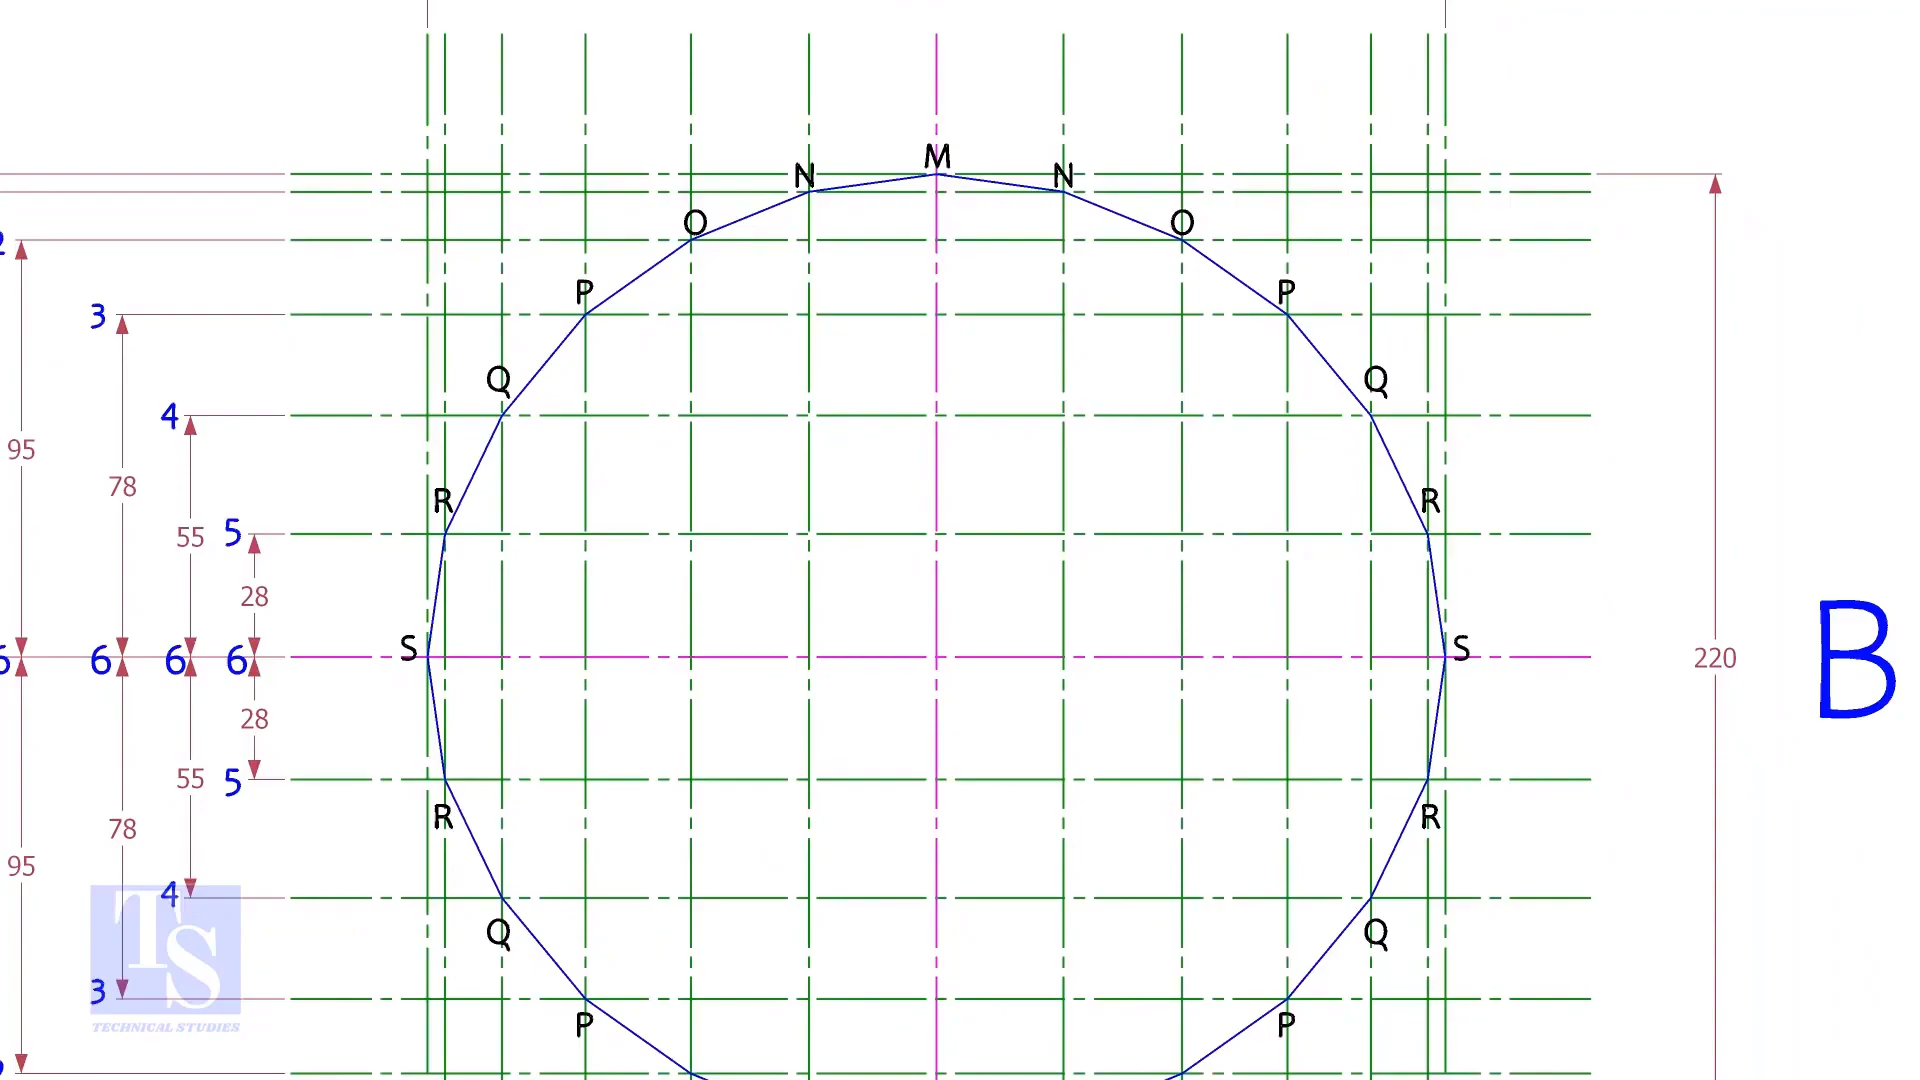 M
N N
O O
2
P P
3
Q Q
4
95
78
R R
55 5
28
S S
6 6 6 6
220 B
28
55 5
R R
78
95
4
Q Q
3
P P
TS
TECHNICAL STUDIES